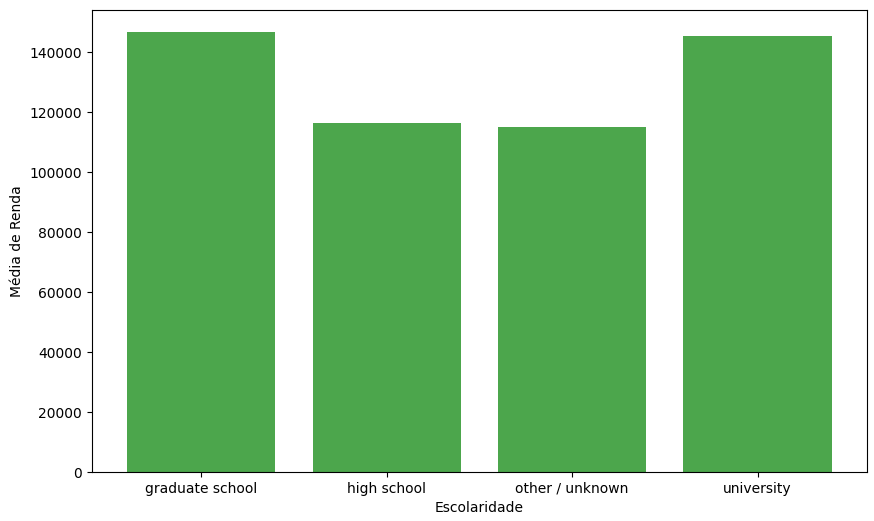 140000
120000
100000
80000
60000
40000
20000
0
Média de Renda
graduate school
high school
other / unknown
university
Escolaridade